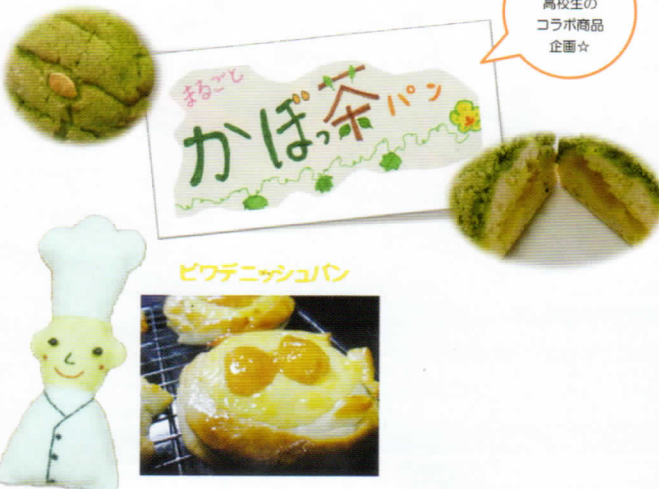 高校生の
コラボ商品
企画☆
まるごと
かぼっ茶パン
ビワデニッシュパン